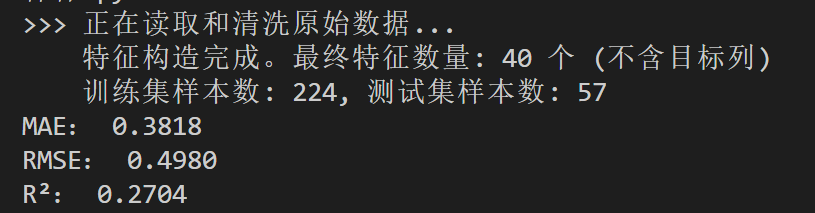 >>> 正在读取和清洗原始数据...
特征构造完成。最终特征数量: 40 个 (不含目标列)
训练集样本数: 224, 测试集样本数: 57
MAE: 0.3818
RMSE: 0.4980
R²: 0.2704